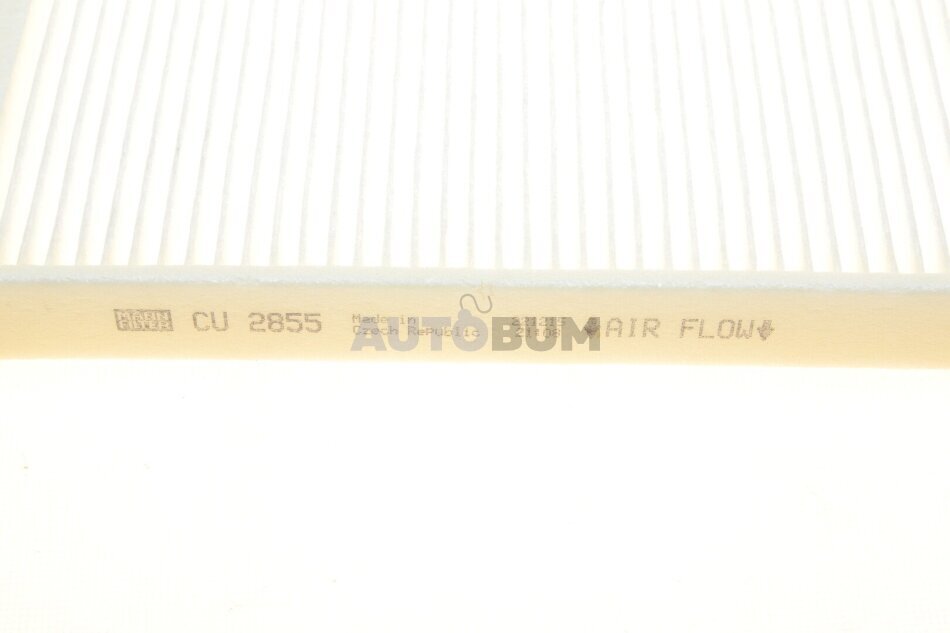 MANN
FILTER
CU 2855
Made in
Czech Republic
AIR FLOW
AUTOBUM